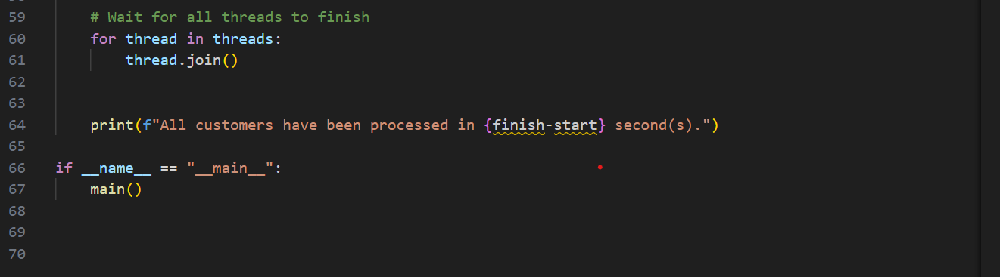 59 # Wait for all threads to finish
60 for thread in threads:
61 thread.join()
62
63
64 print(f"All customers have been processed in {finish-start} second(s).")
65
66 if __name__ == "__main__":
67 main()
68
69
70